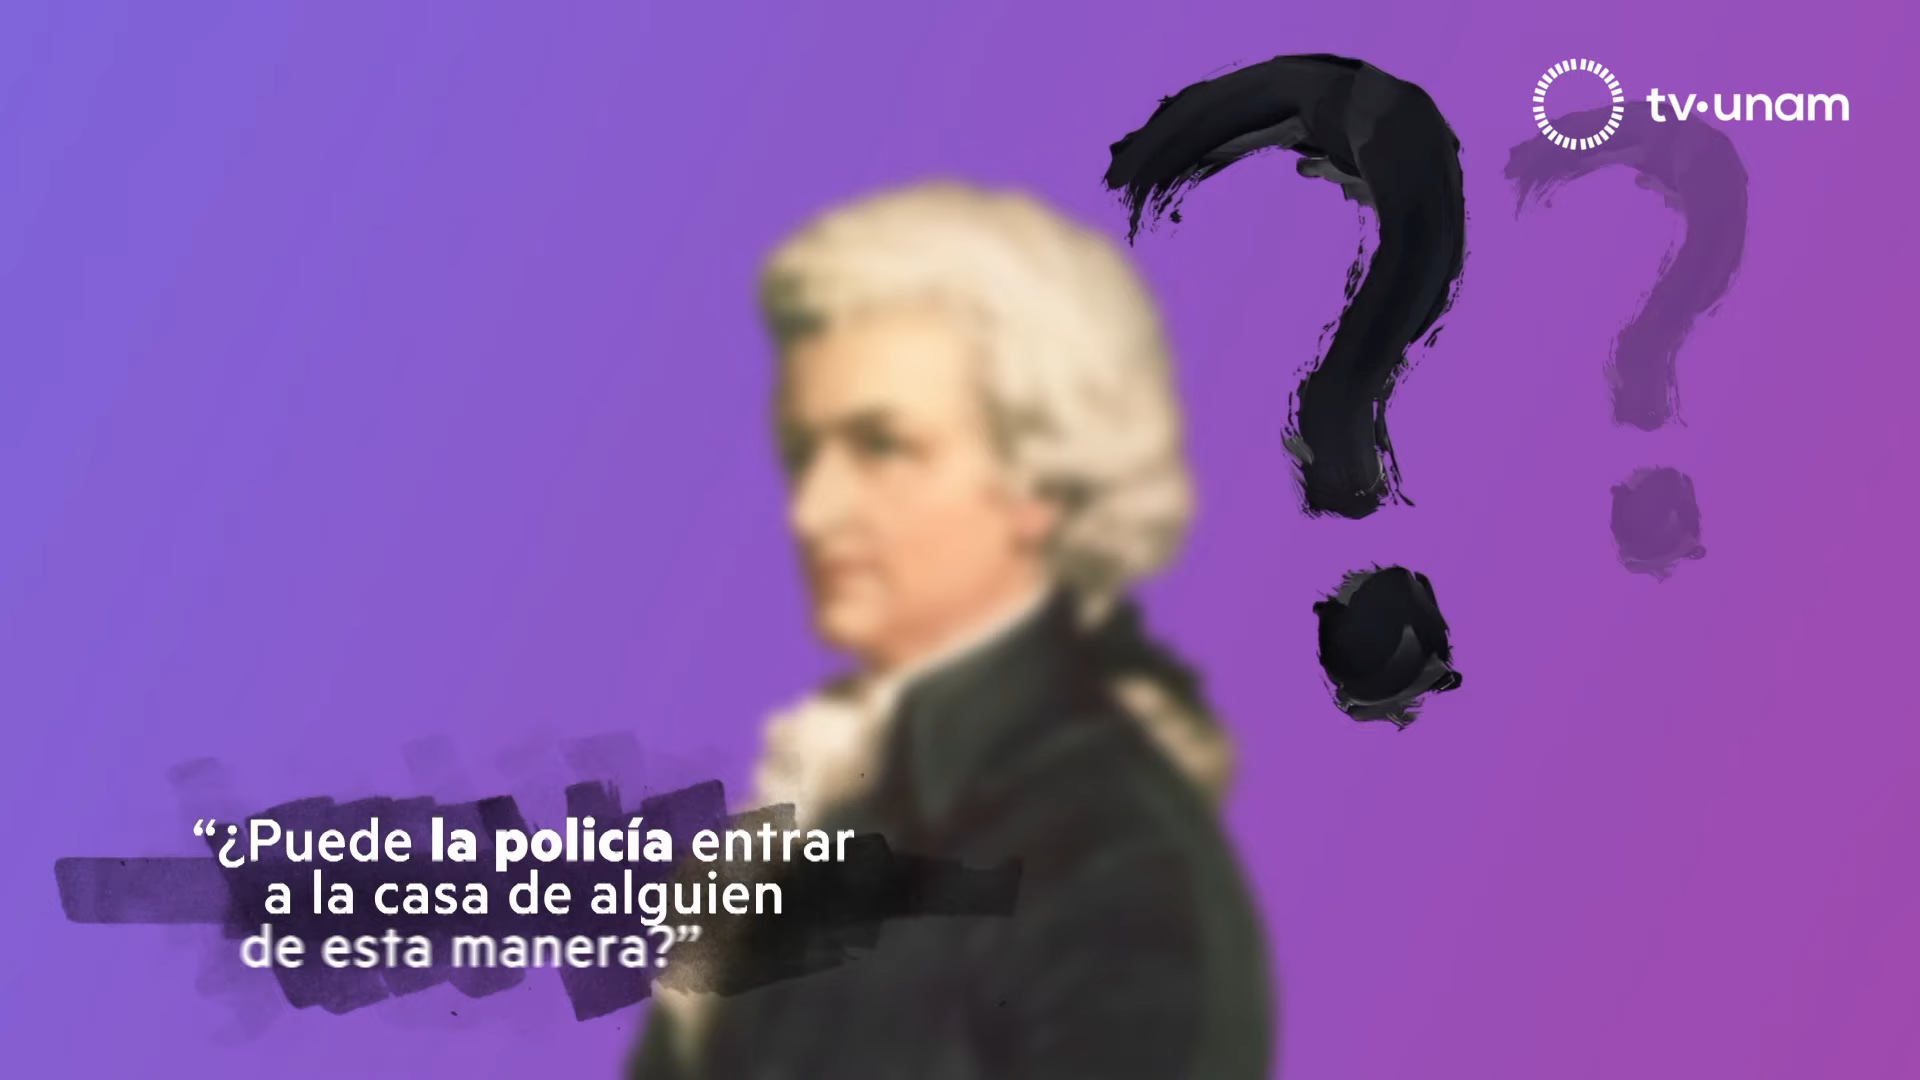 tv•unam
“¿Puede la policía entrar
a la casa de alguien
de esta manera?”